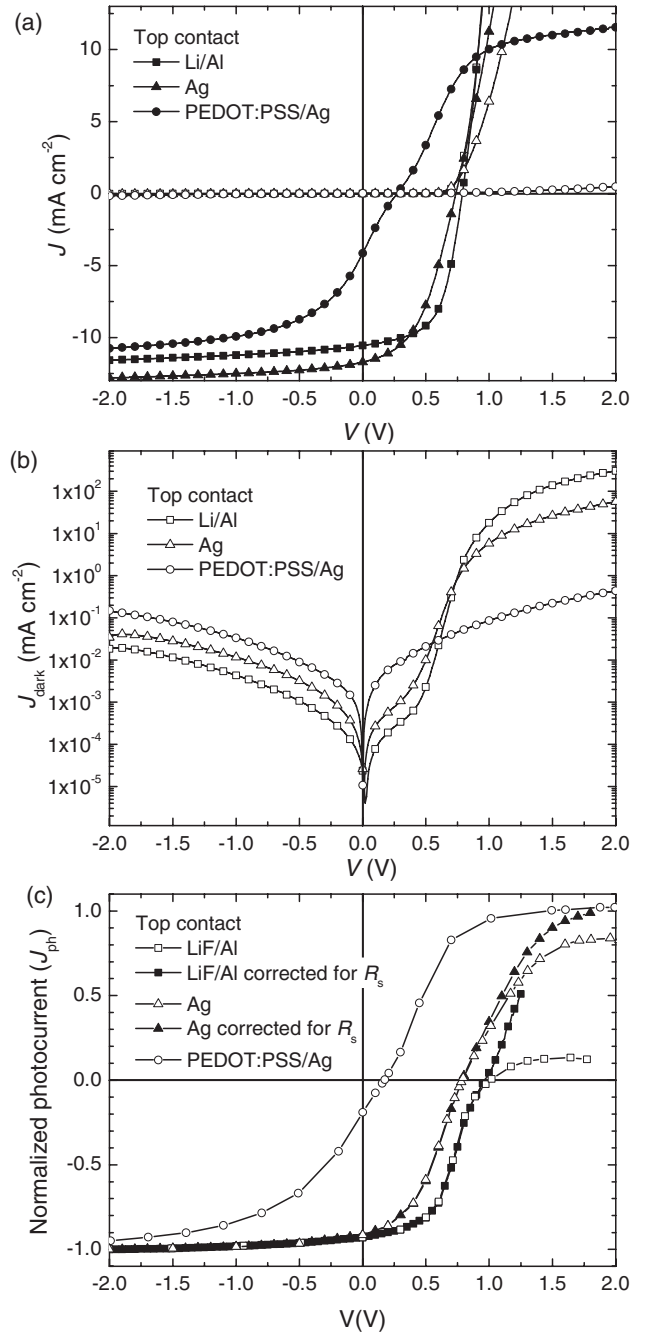 (a)
Top contact
Li/Al
Ag
PEDOT:PSS/Ag
10
5
0
-5
-10
J (mA cm⁻²)
-2.0 -1.5 -1.0 -0.5 0.0 0.5 1.0 1.5 2.0
V (V)
(b)
Top contact
Li/Al
Ag
PEDOT:PSS/Ag
1x10²
1x10¹
1x10⁰
1x10⁻¹
1x10⁻²
1x10⁻³
1x10⁻⁴
1x10⁻⁵
J_dark (mA cm⁻²)
-2.0 -1.5 -1.0 -0.5 0.0 0.5 1.0 1.5 2.0
V (V)
(c)
Top contact
LiF/Al
LiF/Al corrected for R_s
Ag
Ag corrected for R_s
PEDOT:PSS/Ag
1.0
0.5
0.0
-0.5
-1.0
Normalized photocurrent (J_ph)
-2.0 -1.5 -1.0 -0.5 0.0 0.5 1.0 1.5 2.0
V(V)